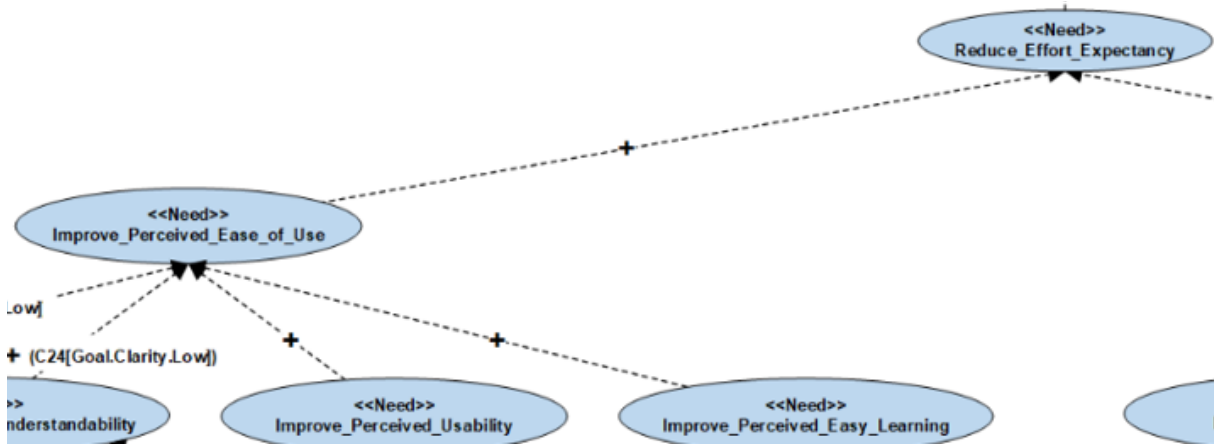 <<Need>>
Reduce_Effort_Expectancy
+
<<Need>>
Improve_Perceived_Ease_of_Use
.Low]
+ (C24[Goal.Clarity.Low])
+
+
>>
nderstandability
<<Need>>
Improve_Perceived_Usability
<<Need>>
Improve_Perceived_Easy_Learning